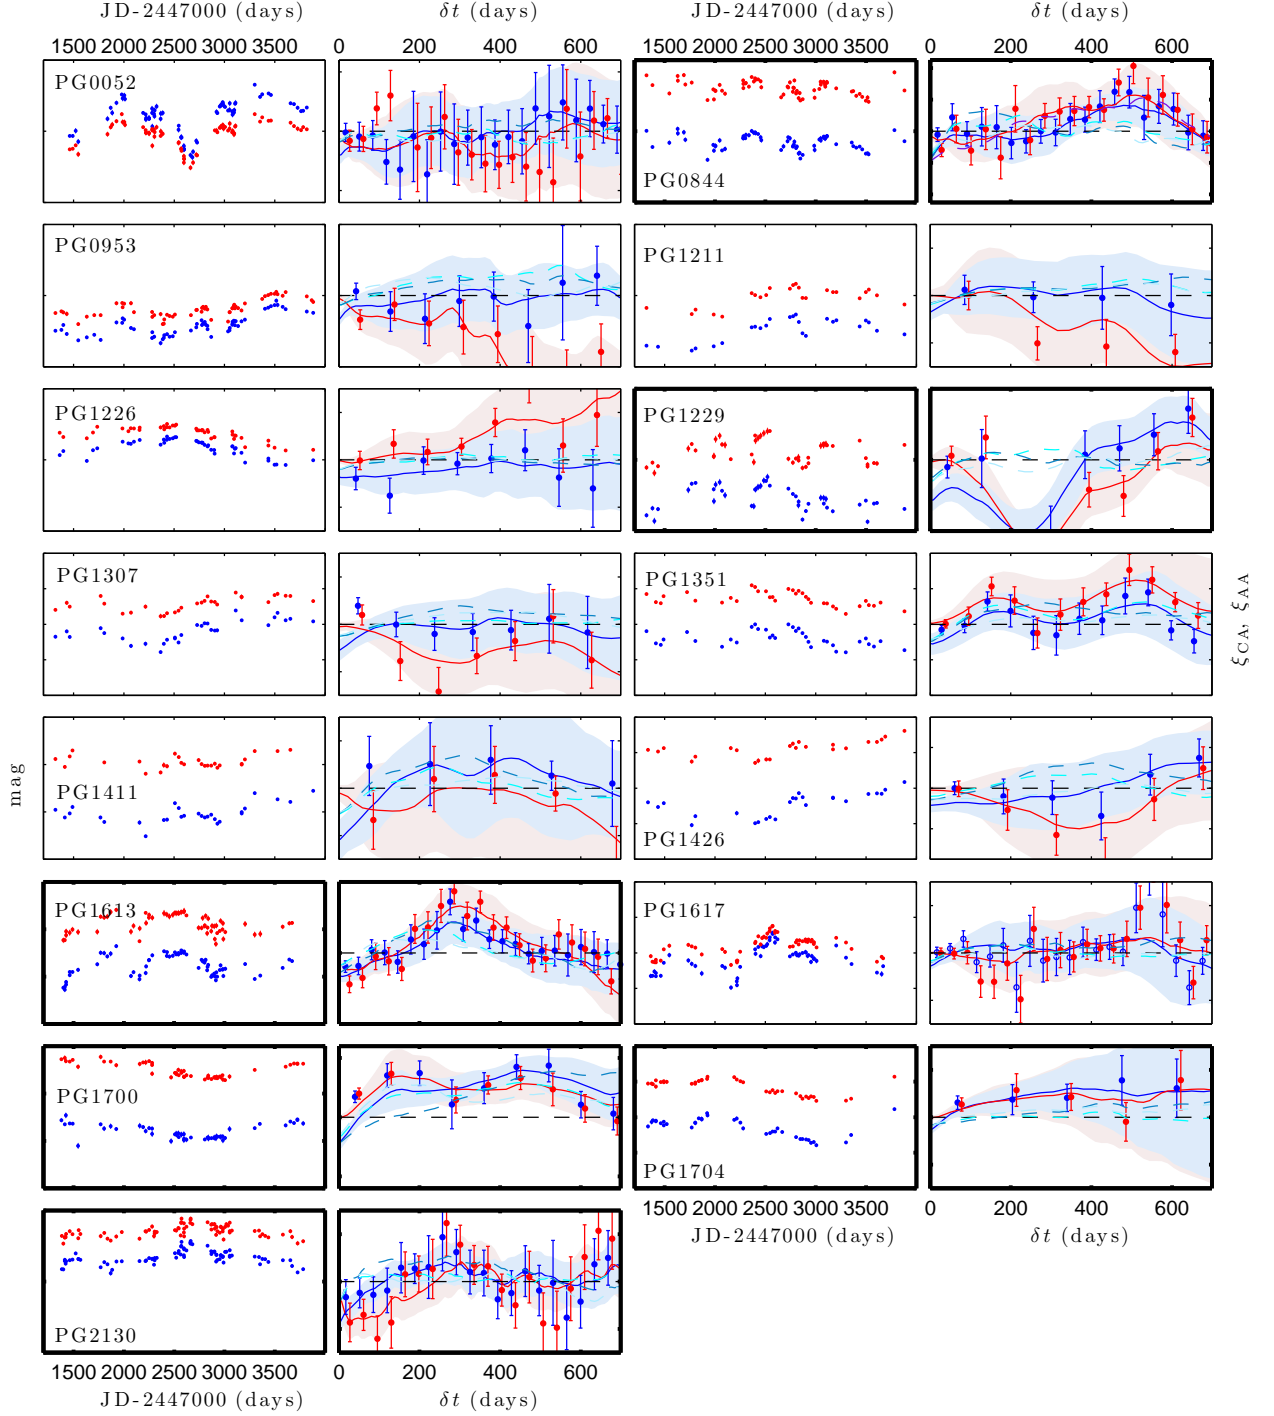 JD-2447000 (days) δt (days) JD-2447000 (days) δt (days)
1500 2000 2500 3000 3500 0 200 400 600 1500 2000 2500 3000 3500 0 200 400 600
PG0052
PG0844
PG0953
PG1211
PG1226
PG1229
PG1307
PG1351
ξCA, ξAA
mag
PG1411
PG1426
PG1613
PG1617
PG1700
PG1704
1500 2000 2500 3000 3500 0 200 400 600
JD-2447000 (days) δt (days)
PG2130
1500 2000 2500 3000 3500 0 200 400 600
JD-2447000 (days) δt (days)